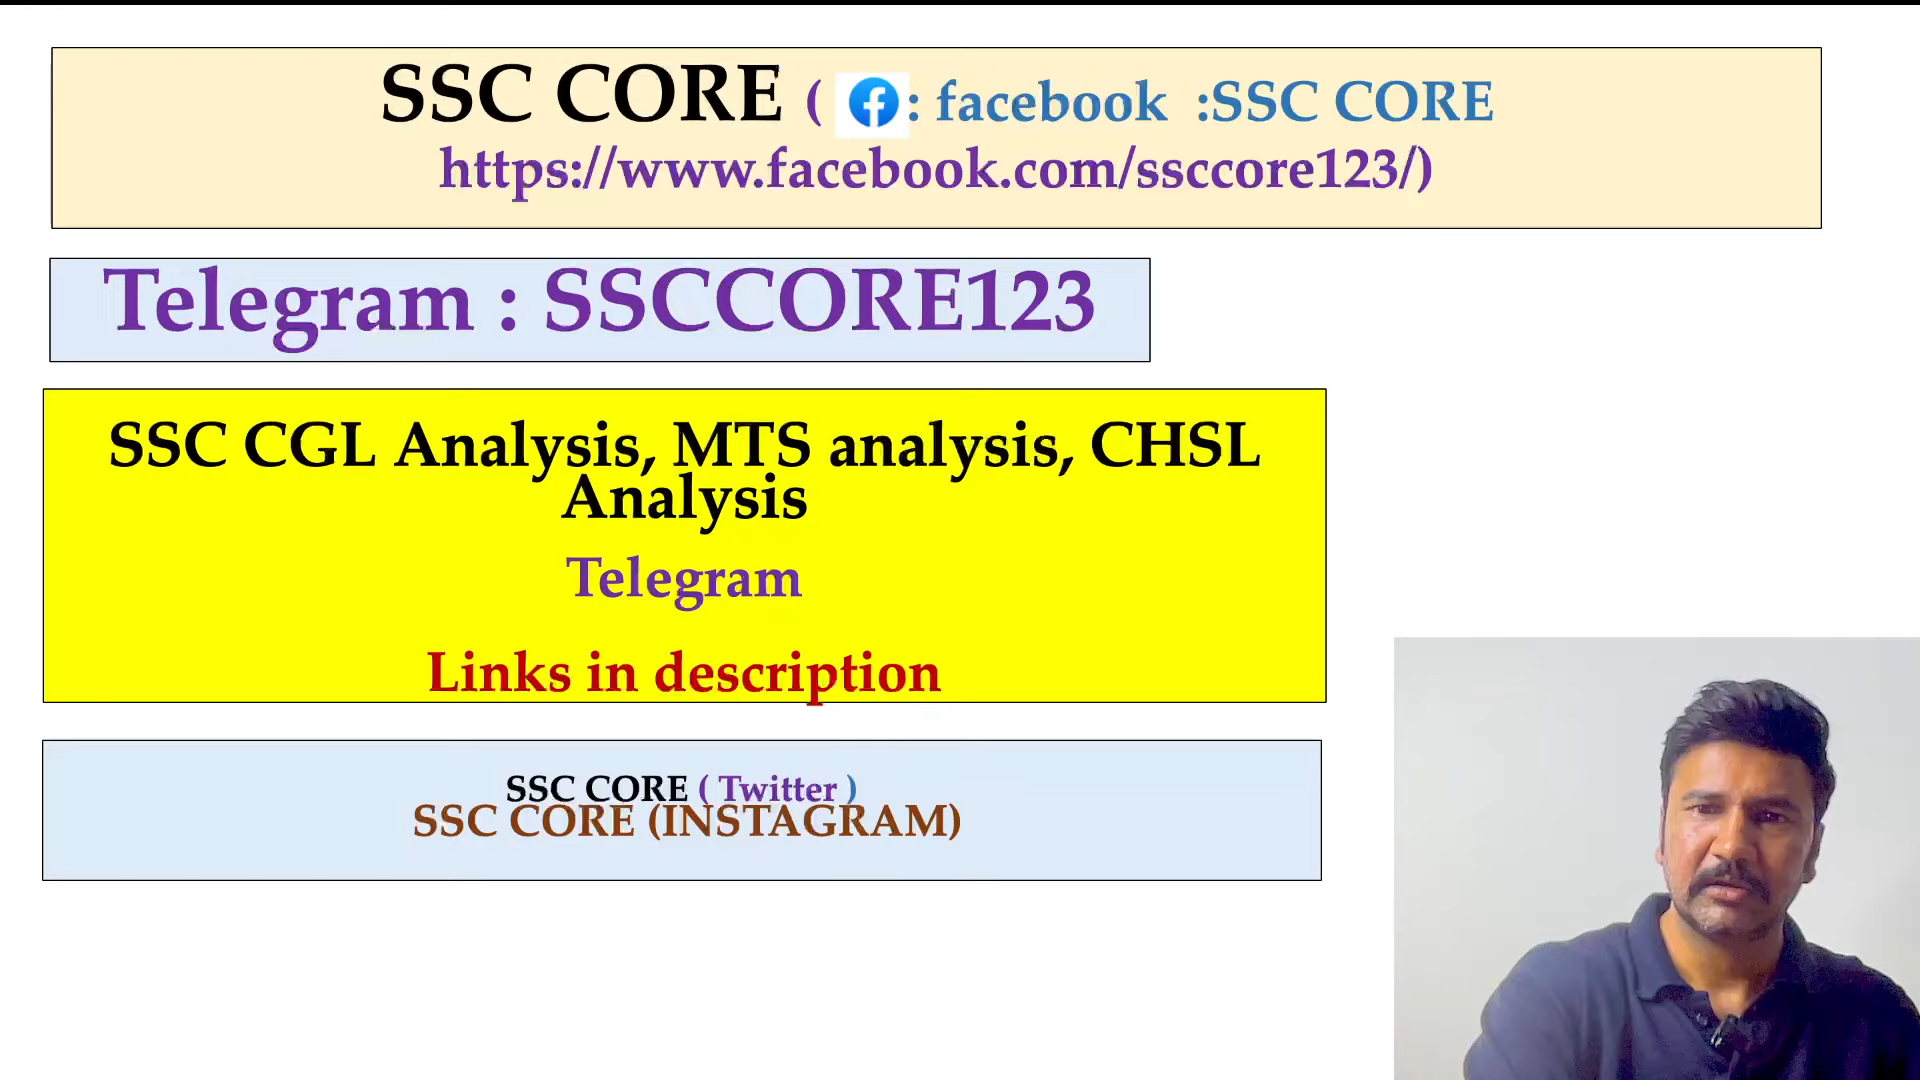 SSC CORE ( : facebook :SSC CORE
https://www.facebook.com/ssccore123/)
Telegram : SSCCORE123
SSC CGL Analysis, MTS analysis, CHSL
Analysis
Telegram
Links in description
SSC CORE ( Twitter )
SSC CORE (INSTAGRAM)